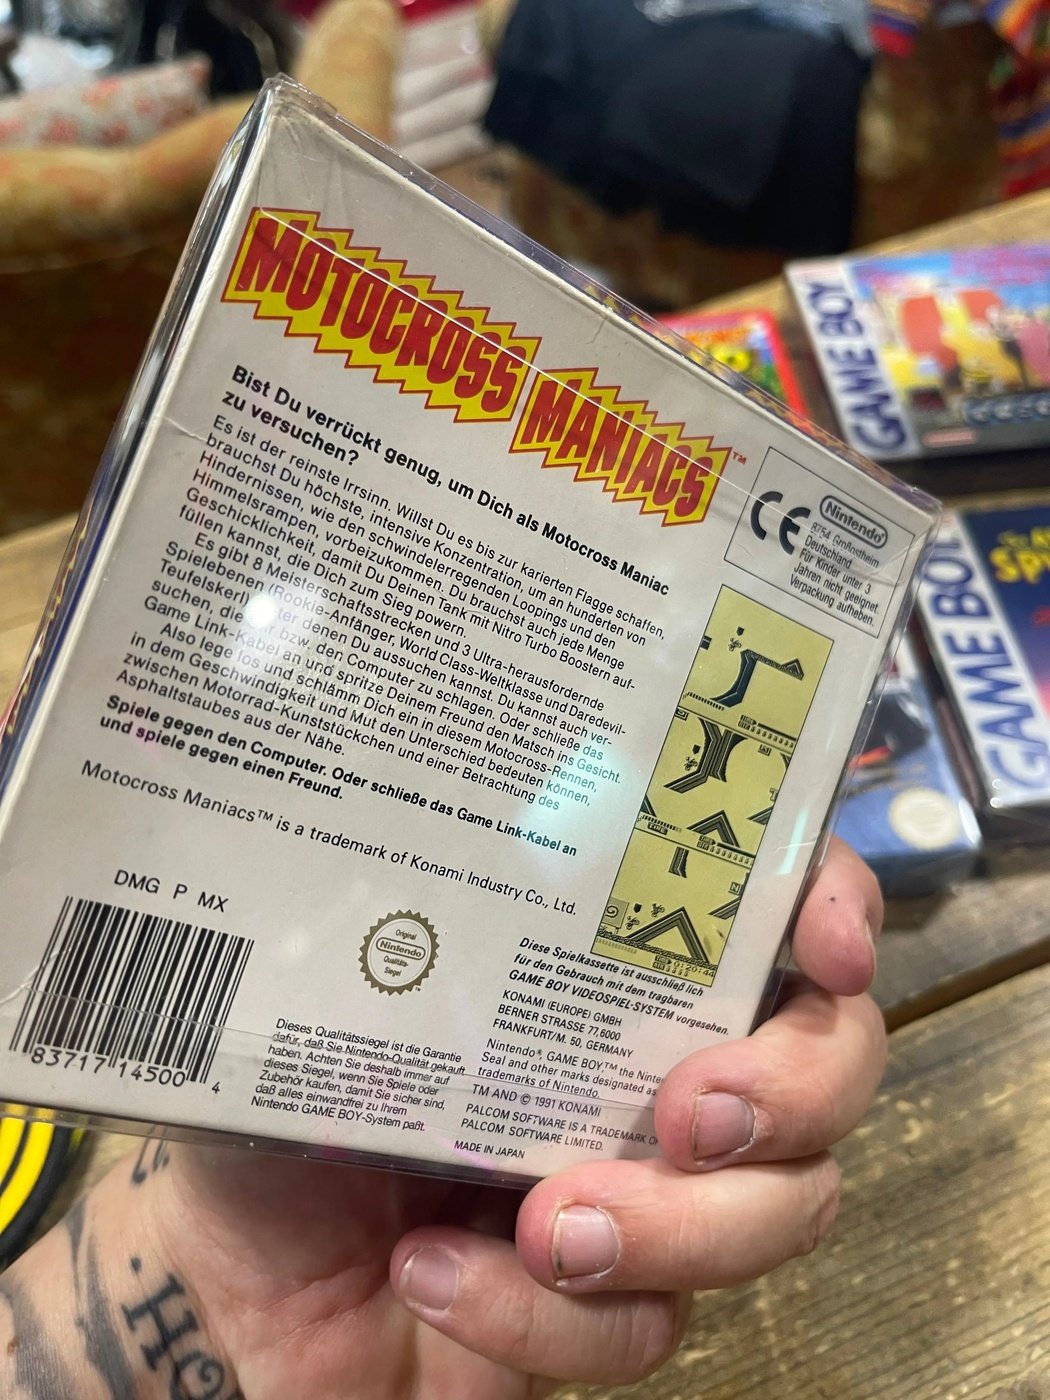 MOTOCROSS MANIACS™
Bist Du verrückt genug, um Dich als Motocross Maniac
zu versuchen?
Es ist der reinste Irrsinn. Willst Du es bis zur karierten Flagge schaffen,
brauchst Du höchste, intensive Konzentration, um an hunderten von
Hindernissen, wie den schwindelerregenden Loopings und den
Himmelsrampen, vorbeizukommen. Du brauchst auch jede Menge
Geschicklichkeit, damit Du Deinen Tank mit Nitro Turbo Boostern auf-
füllen kannst, die Dich zum Sieg powern.
Es gibt 8 Meisterschaftsstrecken und 3 Ultra-herausfordernde
Spielebenen (Rookie-Anfänger, World Class-Weltklasse und Daredevil-
Teufelskerl) unter denen Du aussuchen kannst. Du kannst auch ver-
suchen, die Uhr bzw. den Computer zu schlagen. Oder schließe das
Game Link-Kabel an und spritze Deinem Freund den Matsch ins Gesicht.
Also lege los und schlämm Dich ein in diesem Motocross-Rennen,
in dem Geschwindigkeit und Mut den Unterschied bedeuten können,
zwischen Motorrad-Kunststückchen und einer Betrachtung des
Asphaltstaubes aus der Nähe.
Spiele gegen den Computer. Oder schließe das Game Link-Kabel an
und spiele gegen einen Freund.
Motocross Maniacs™ is a trademark of Konami Industry Co., Ltd.
CE
Nintendo
8754 Großostheim
Deutschland
Für Kinder unter 3
Jahren nicht geeignet.
Verpackung aufheben.
DMG P MX
83717 14500 4
Original
Nintendo
Qualitäts-
Siegel
Dieses Qualitätssiegel ist die Garantie
dafür, daß Sie Nintendo-Qualität gekauft
haben. Achten Sie deshalb immer auf
dieses Siegel, wenn Sie Spiele oder
Zubehör kaufen, damit Sie sicher sind,
daß alles einwandfrei zu Ihrem
Nintendo GAME BOY-System paßt.
Diese Spielkassette ist ausschließ lich
für den Gebrauch mit dem tragbaren
GAME BOY VIDEOSPIEL-SYSTEM vorgesehen.
KONAMI (EUROPE) GMBH
BERNER STRASSE 77.6000
FRANKFURT/M. 50, GERMANY
Nintendo®, GAME BOY™ the Ninte
Seal and other marks designated as
trademarks of Nintendo.
TM AND © 1991 KONAMI
PALCOM SOFTWARE IS A TRADEMARK O
PALCOM SOFTWARE LIMITED.
MADE IN JAPAN
GAME BOY
GAME BOY